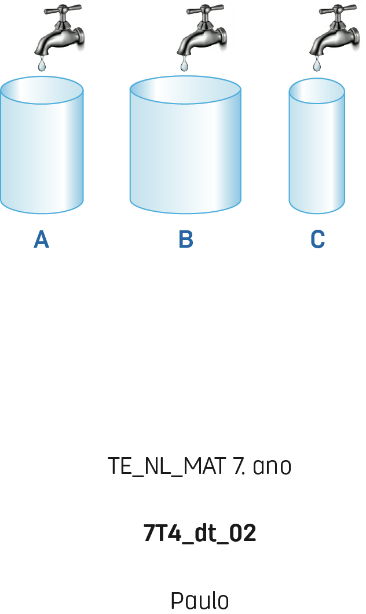 A B C
TE_NL_MAT 7. ano
7T4_dt_02
Paulo